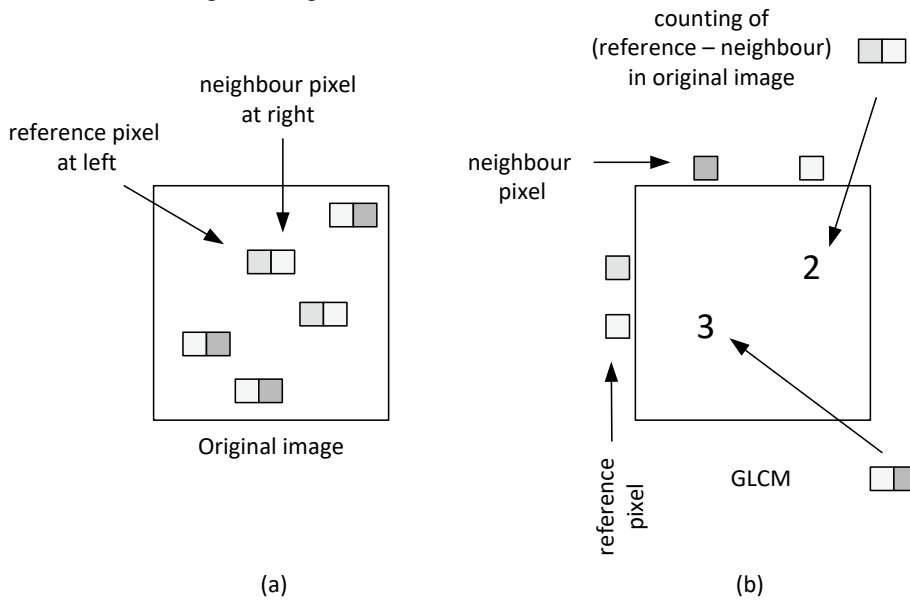 neighbour pixel
at right
reference pixel
at left
Original image
(a)
counting of
(reference – neighbour)
in original image
neighbour
pixel
2
3
reference
pixel
GLCM
(b)